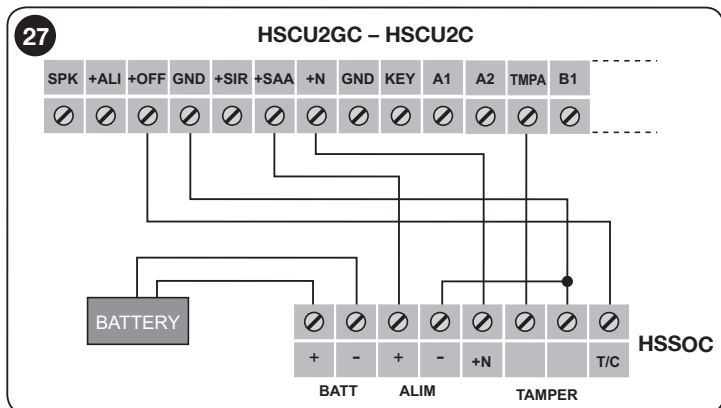 27
HSCU2GC – HSCU2C
SPK +ALI +OFF GND +SIR +SAA +N GND KEY A1 A2 TMPA B1
BATTERY
HSSOC
+ - + - +N T/C
BATT ALIM TAMPER